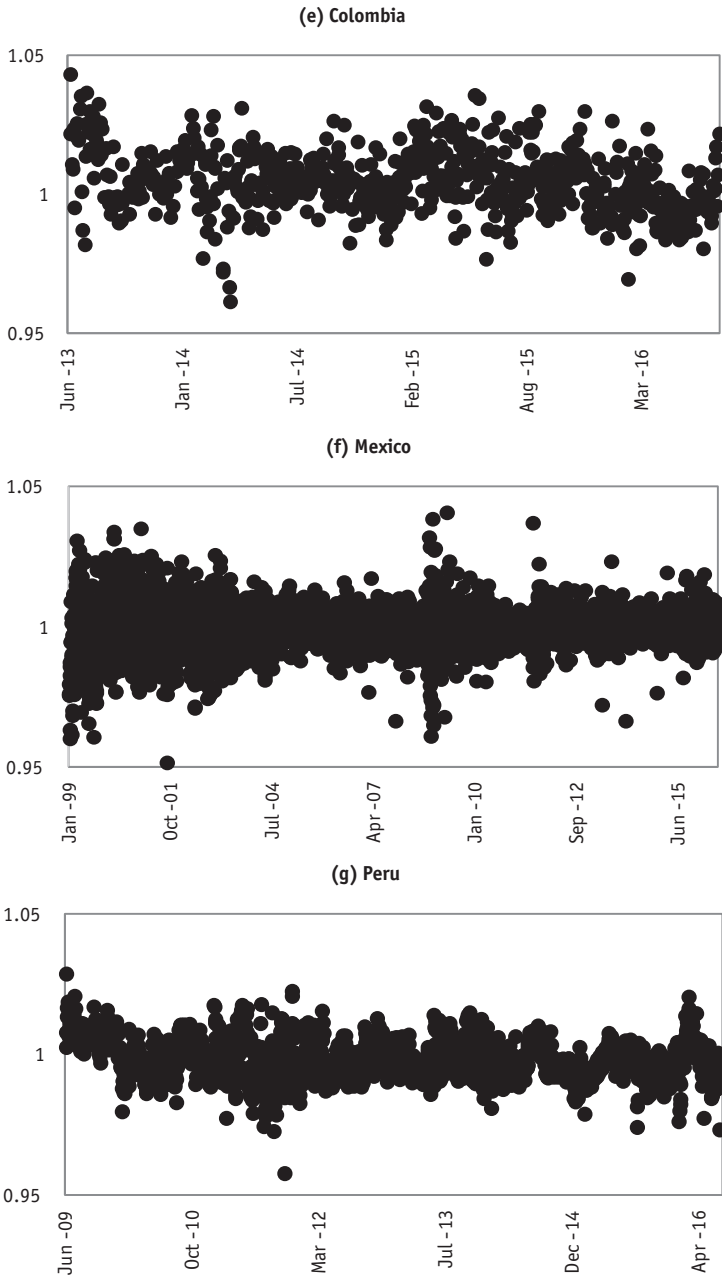 (e) Colombia
1.05
1
0.95
Jun -13
Jan -14
Jul -14
Feb -15
Aug -15
Mar -16
(f) Mexico
1.05
1
0.95
Jan -99
Oct -01
Jul -04
Apr -07
Jan -10
Sep -12
Jun -15
(g) Peru
1.05
1
0.95
Jun -09
Oct -10
Mar -12
Jul -13
Dec -14
Apr -16